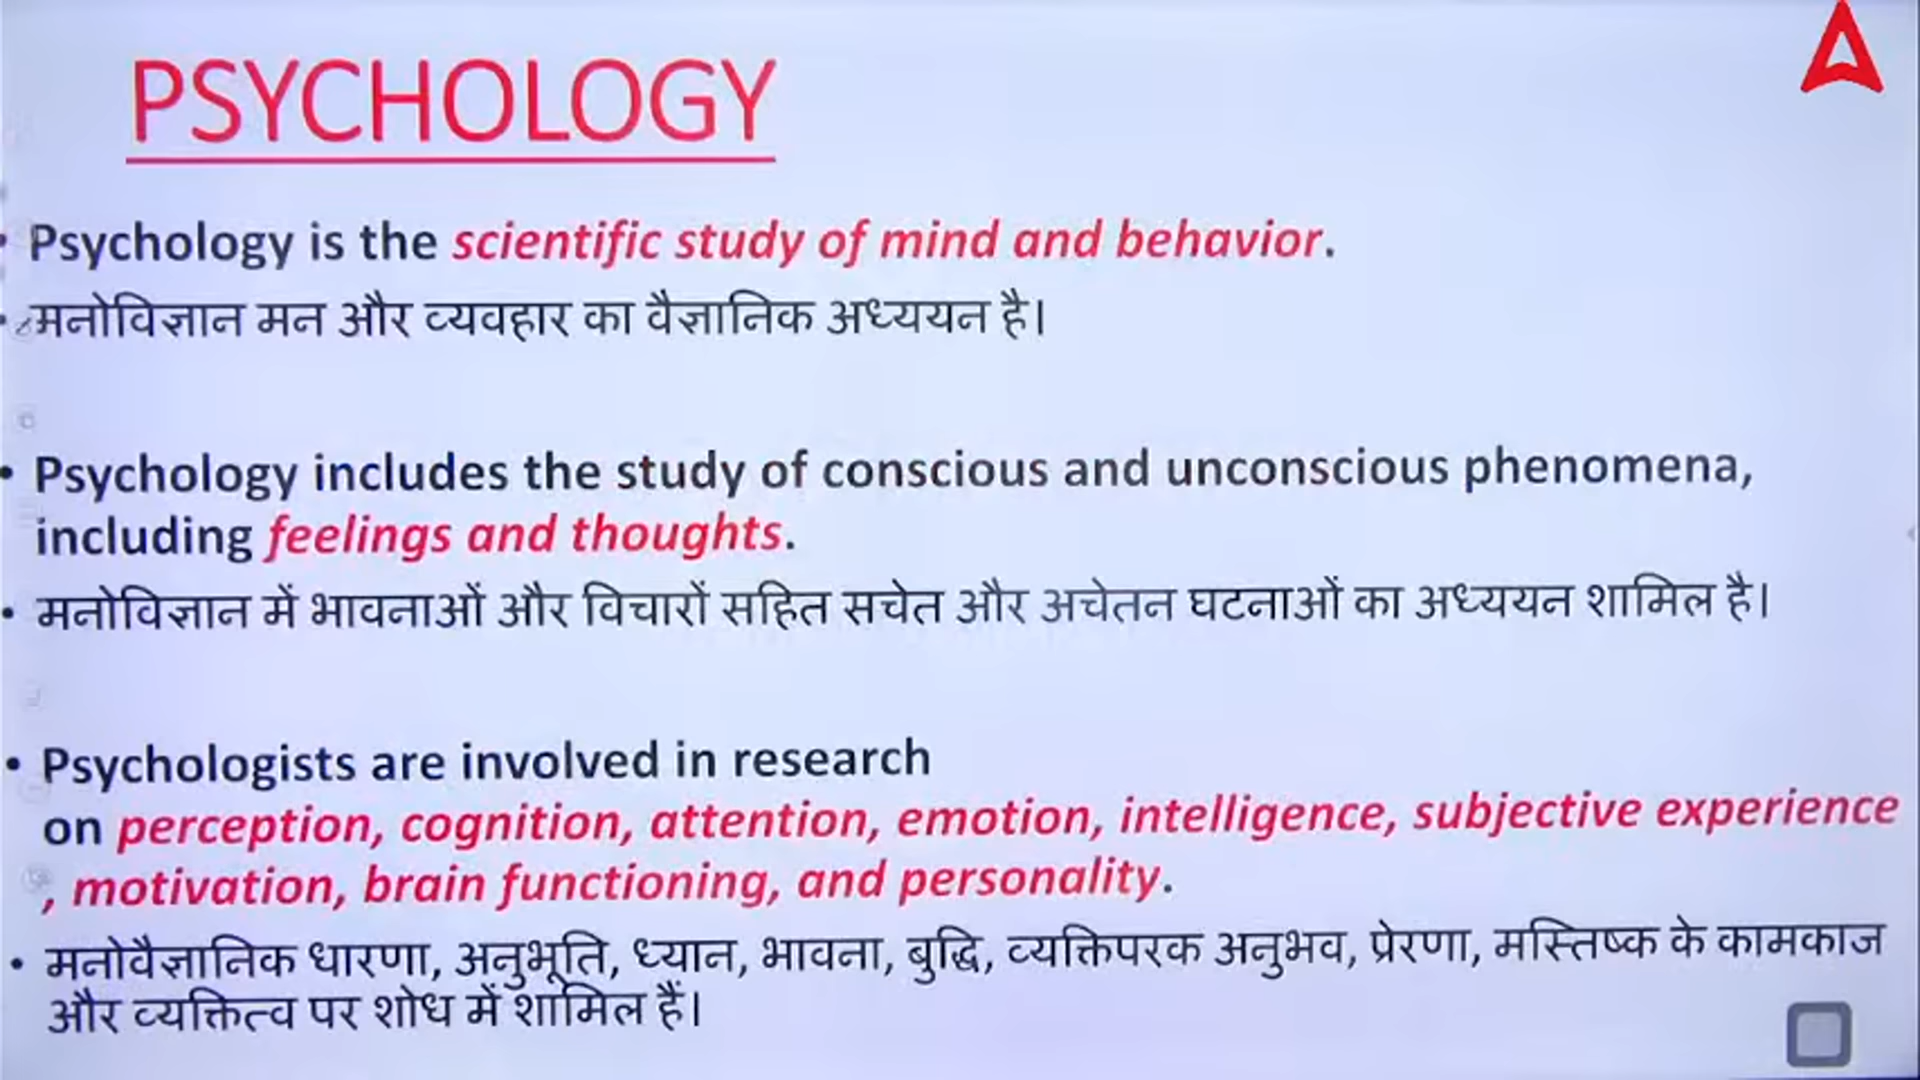 PSYCHOLOGY
• Psychology is the scientific study of mind and behavior.
• मनोविज्ञान मन और व्यवहार का वैज्ञानिक अध्ययन है।
• Psychology includes the study of conscious and unconscious phenomena,
including feelings and thoughts.
• मनोविज्ञान में भावनाओं और विचारों सहित सचेत और अचेतन घटनाओं का अध्ययन शामिल है।
• Psychologists are involved in research
on perception, cognition, attention, emotion, intelligence, subjective experience
, motivation, brain functioning, and personality.
• मनोवैज्ञानिक धारणा, अनुभूति, ध्यान, भावना, बुद्धि, व्यक्तिपरक अनुभव, प्रेरणा, मस्तिष्क के कामकाज
और व्यक्तित्व पर शोध में शामिल हैं।